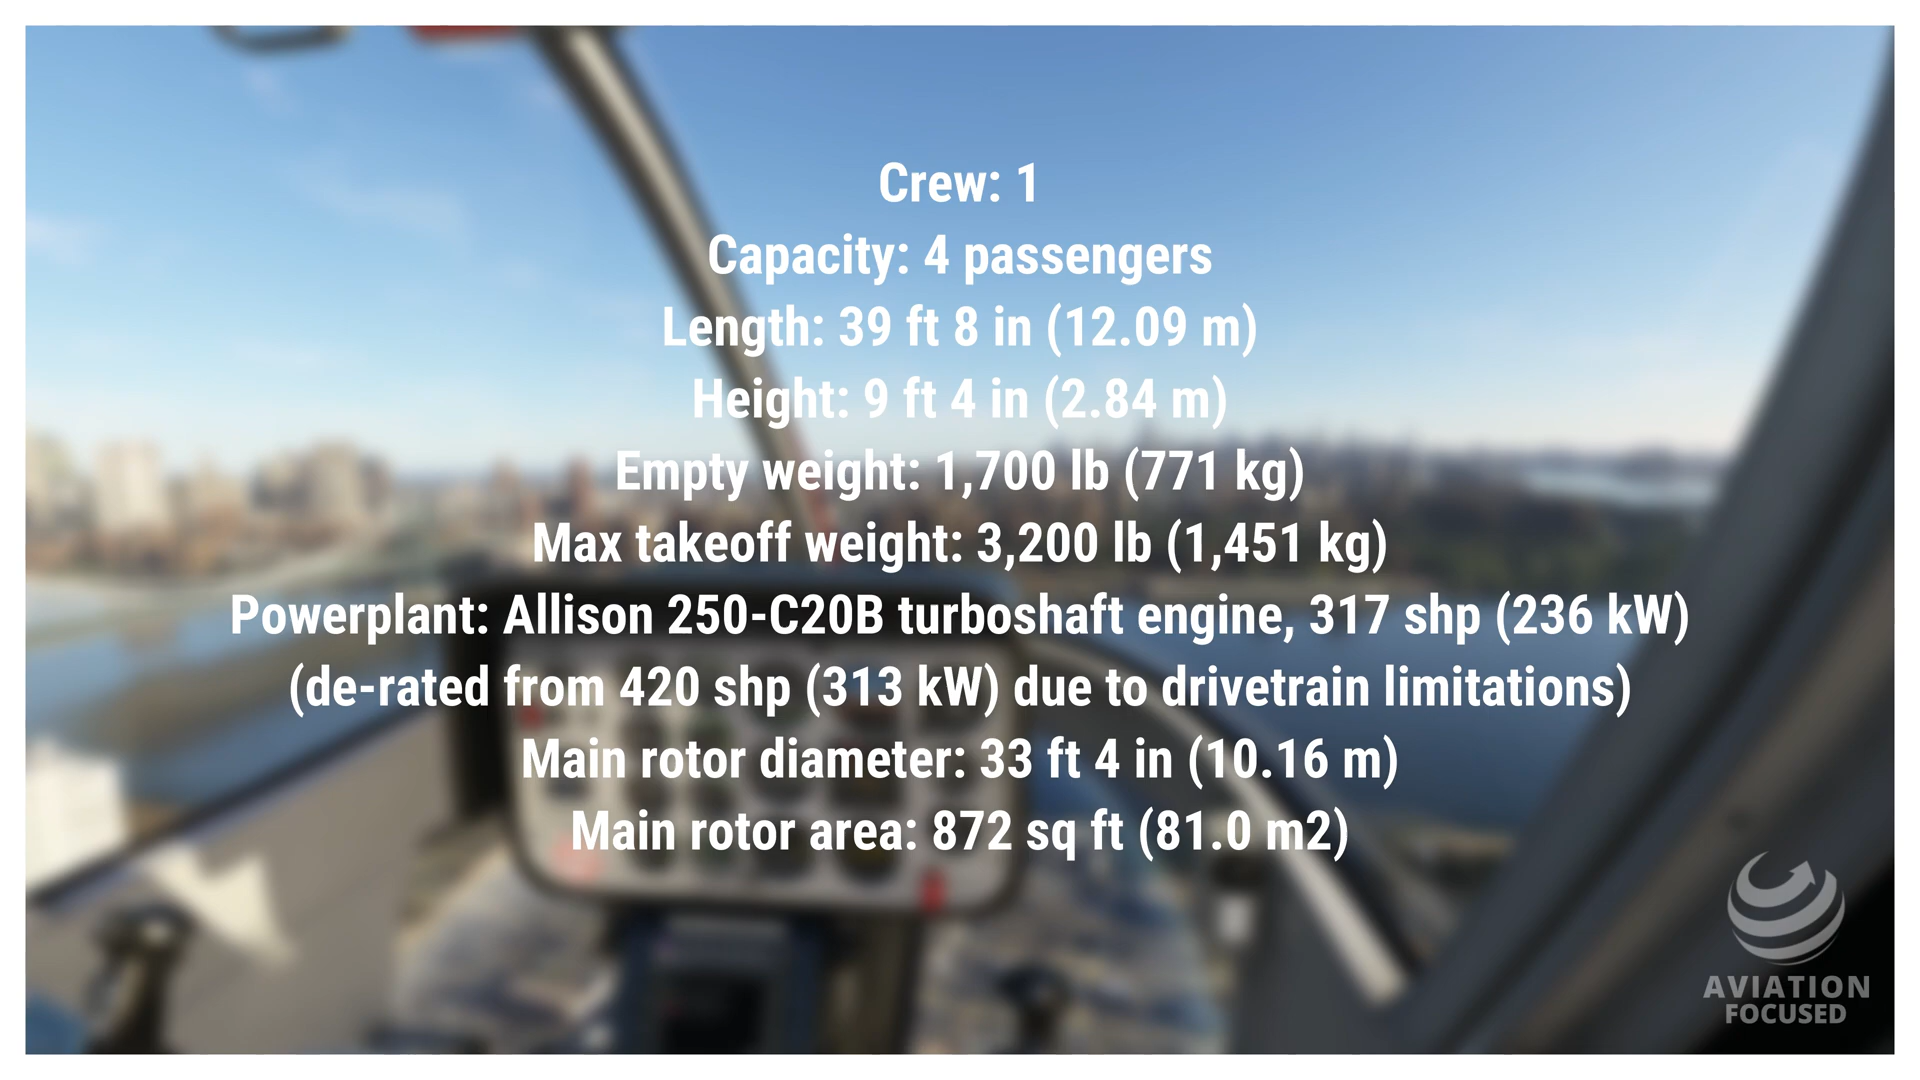 Crew: 1
Capacity: 4 passengers
Length: 39 ft 8 in (12.09 m)
Height: 9 ft 4 in (2.84 m)
Empty weight: 1,700 lb (771 kg)
Max takeoff weight: 3,200 lb (1,451 kg)
Powerplant: Allison 250-C20B turboshaft engine, 317 shp (236 kW)
(de-rated from 420 shp (313 kW) due to drivetrain limitations)
Main rotor diameter: 33 ft 4 in (10.16 m)
Main rotor area: 872 sq ft (81.0 m2)
AVIATION
FOCUSED